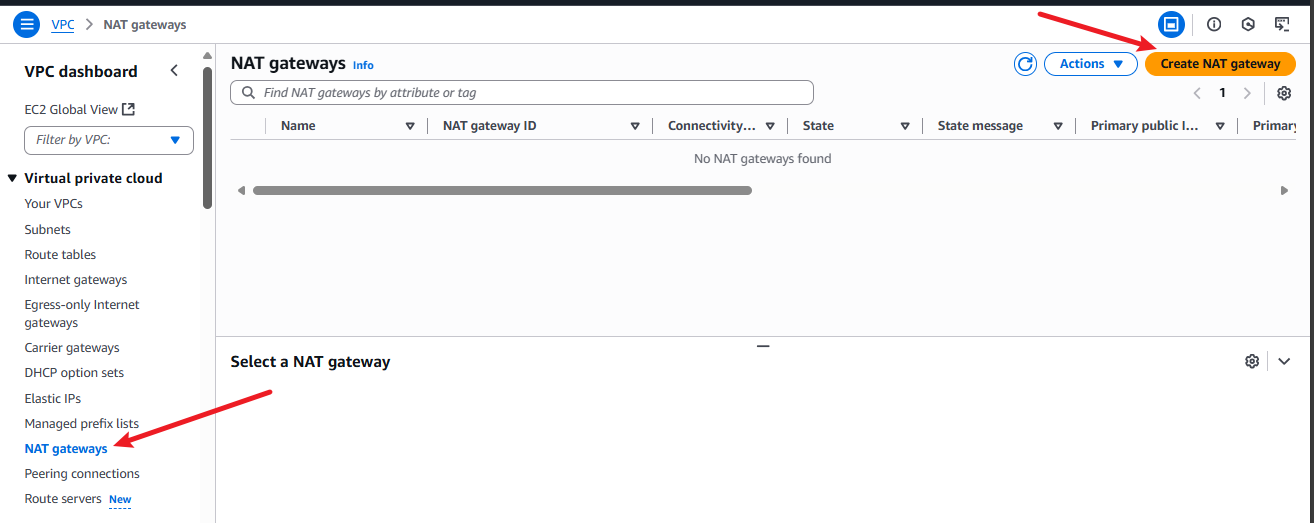 VPC > NAT gateways
VPC dashboard
EC2 Global View
Filter by VPC:
Virtual private cloud
Your VPCs
Subnets
Route tables
Internet gateways
Egress-only Internet
gateways
Carrier gateways
DHCP option sets
Elastic IPs
Managed prefix lists
NAT gateways
Peering connections
Route servers New
NAT gateways Info
Actions Create NAT gateway
Find NAT gateways by attribute or tag
1
Name NAT gateway ID Connectivity... State State message Primary public I... Primary
No NAT gateways found
Select a NAT gateway